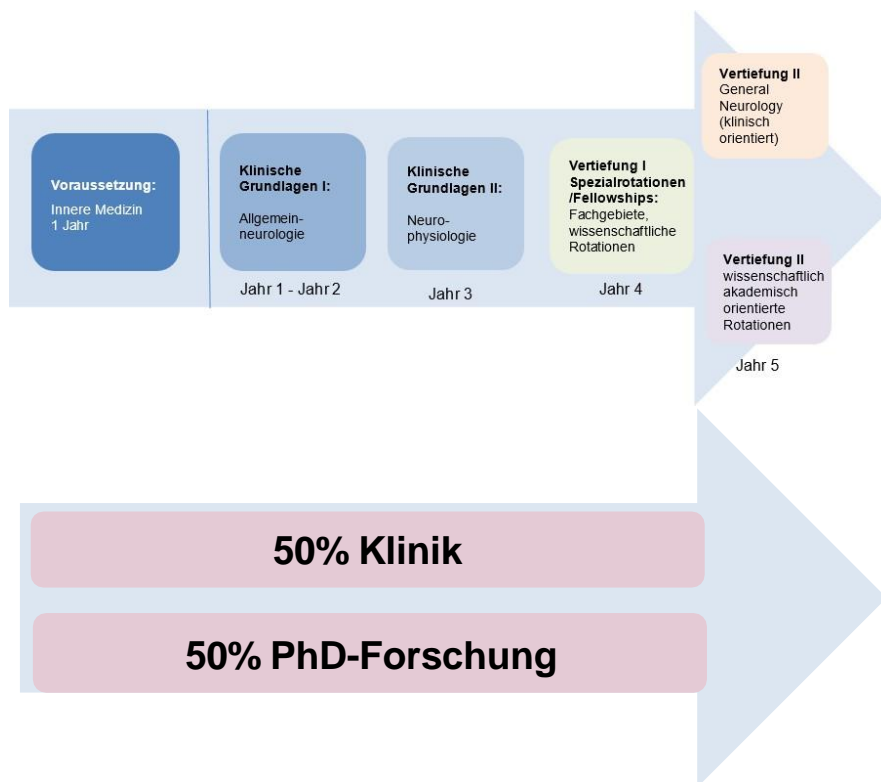 Voraussetzung:
Innere Medizin
1 Jahr
Klinische
Grundlagen I:
Allgemein-
neurologie
Jahr 1 - Jahr 2
Klinische
Grundlagen II:
Neuro-
physiologie
Jahr 3
Vertiefung I
Spezialrotationen
/Fellowships:
Fachgebiete,
wissenschaftliche
Rotationen
Jahr 4
Vertiefung II
General
Neurology
(klinisch
orientiert)
Vertiefung II
wissenschaftlich
akademisch
orientierte
Rotationen
Jahr 5
50% Klinik
50% PhD-Forschung